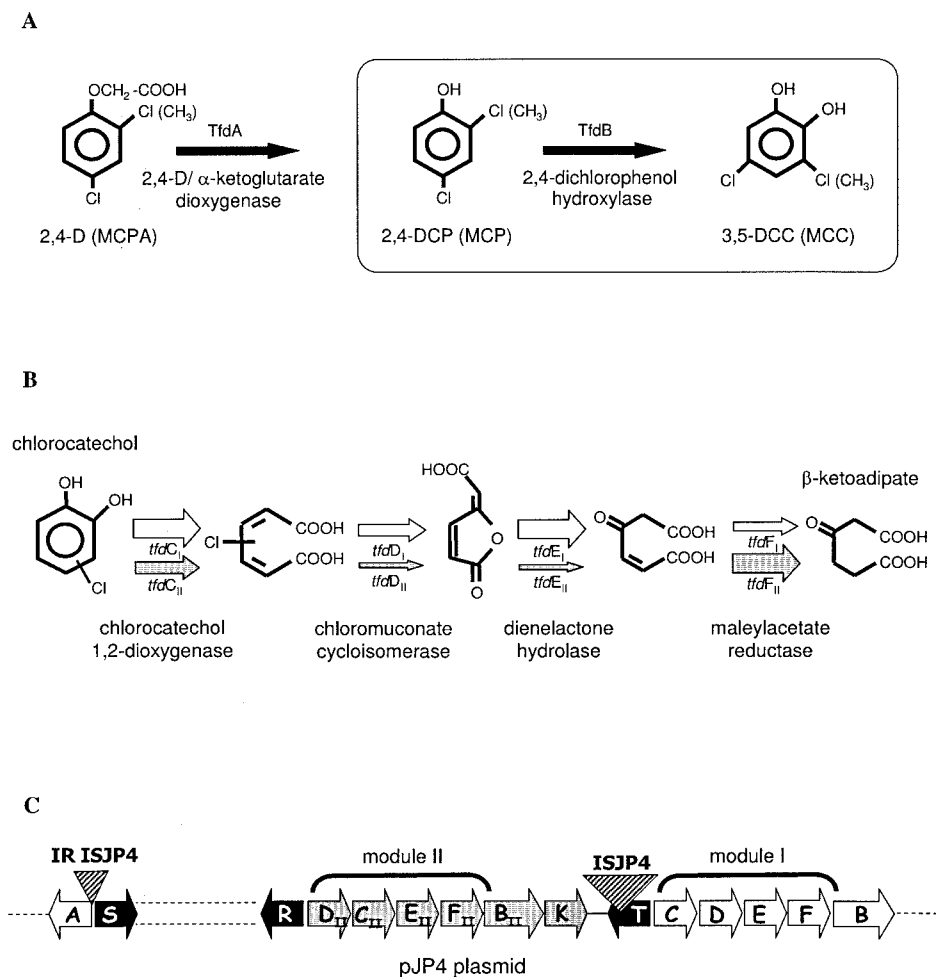 A
OCH2 -COOH
Cl (CH3)
Cl
2,4-D (MCPA)
TfdA
2,4-D/ α-ketoglutarate
dioxygenase
OH
Cl (CH3)
Cl
2,4-DCP (MCP)
TfdB
2,4-dichlorophenol
hydroxylase
OH
OH
Cl
Cl (CH3)
3,5-DCC (MCC)
B
chlorocatechol
OH
OH
Cl
tfdCI
tfdCII
chlorocatechol
1,2-dioxygenase
Cl
COOH
COOH
tfdDI
tfdDII
chloromuconate
cycloisomerase
HOOC
O
O
tfdEI
tfdEII
dienelactone
hydrolase
O
COOH
COOH
tfdFI
tfdFII
maleylacetate
reductase
β-ketoadipate
O
COOH
COOH
C
IR ISJP4
module II
ISJP4
module I
A S R DII CII EII FII BII K T C D E F B
pJP4 plasmid